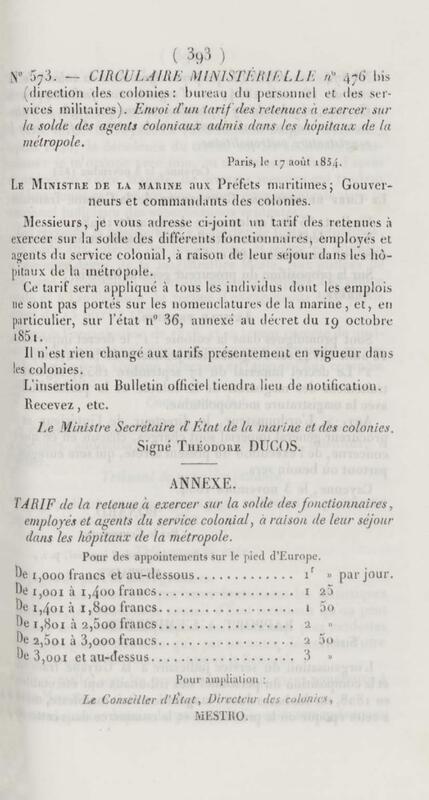 ( 393 )
N° 573. — CIRCULAIRE MINISTÉRIELLE n° 476 bis
(direction des colonies : bureau du personnel et des ser-
vices militaires). Envoi d'un tarif des retenues à exercer sur
la solde des agents coloniaux admis dans les hôpitaux de la
métropole.
Paris, le 17 août 1854.
LE MINISTRE DE LA MARINE aux Préfets maritimes; Gouver-
neurs et commandants des colonies.
Messieurs, je vous adresse ci-joint un tarif des retenues à
exercer sur la solde des différents fonctionnaires, employés et
agents du service colonial, à raison de leur séjour dans les hô-
pitaux de la métropole.
Ce tarif sera appliqué à tous les individus dont les emplois
ne sont pas portés sur les nomenclatures de la marine, et, en
particulier, sur l'état n° 36, annexé au décret du 19 octobre
1851.
Il n'est rien changé aux tarifs présentement en vigueur dans
les colonies.
L'insertion au Bulletin officiel tiendra lieu de notification.
Recevez, etc.
Le Ministre Secrétaire d'État de la marine et des colonies,
Signé THÉODORE DUCOS.
ANNEXE.
TARIF de la retenue à exercer sur la solde des fonctionnaires,
employés et agents du service colonial, à raison de leur séjour
dans les hôpitaux de la métropole.
Pour des appointements sur le pied d'Europe.
De 1,000 francs et au-dessous............. 1f » par jour.
De 1,001 à 1,400 francs.................. 1 25
De 1,401 à 1,800 francs.................. 1 50
De 1,801 à 2,500 francs.................. 2 »
De 2,501 à 3,000 francs.................. 2 50
De 3,001 et au-dessus................... 3 »
Pour ampliation :
Le Conseiller d'État, Directeur des colonies,
MESTRO.